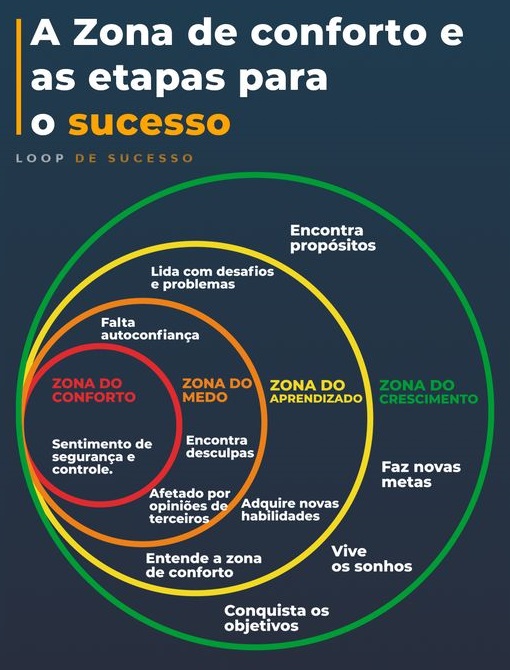 A Zona de conforto e
as etapas para
o sucesso
LOOP DE SUCESSO
Encontra
propósitos
Lida com desafios
e problemas
Falta
autoconfiança
ZONA DO
CONFORTO
ZONA DO
MEDO
ZONA DO
APRENDIZADO
ZONA DO
CRESCIMENTO
Sentimento de
segurança e
controle.
Encontra
desculpas
Faz novas
metas
Afetado por
opiniões de
terceiros
Adquire novas
habilidades
Entende a zona
de conforto
Vive
os sonhos
Conquista os
objetivos